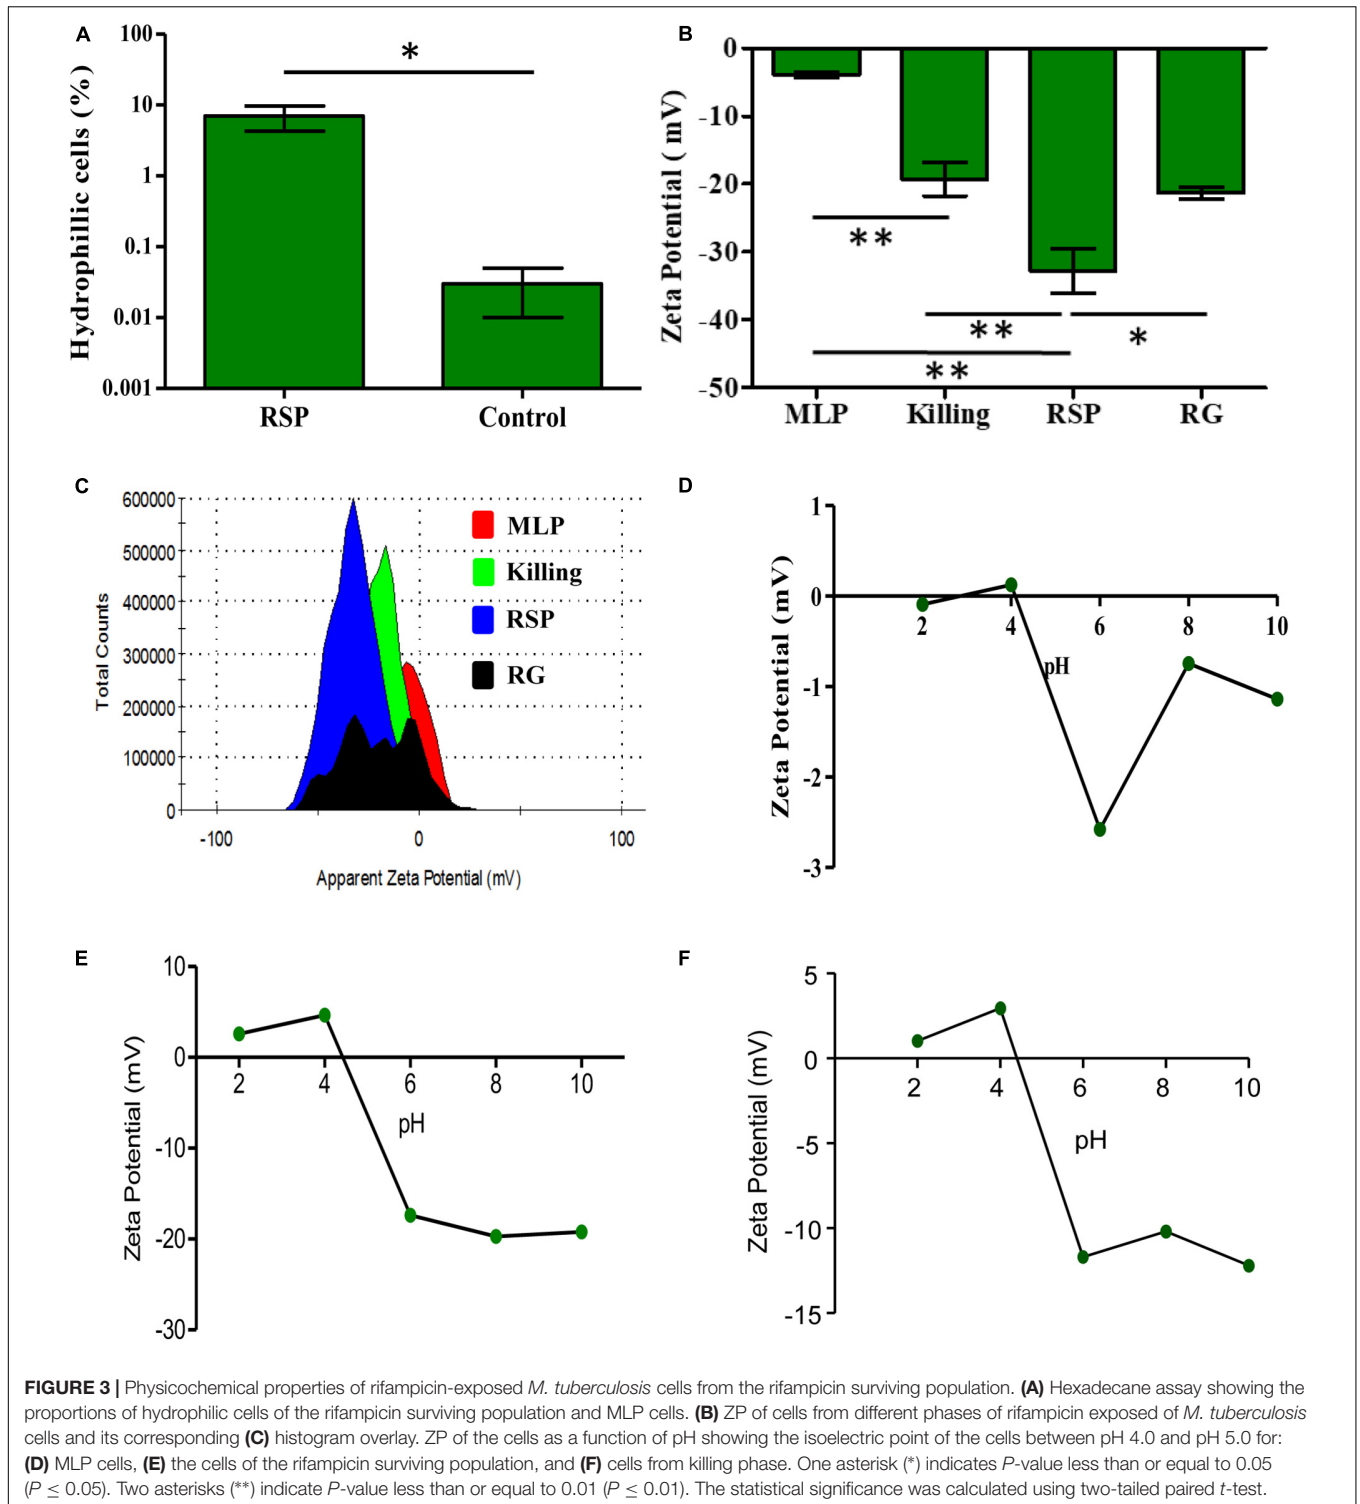 A
100
10
1
0.1
0.01
0.001
Hydrophillic cells (%)
*
RSP
Control
B
0
-10
-20
-30
-40
-50
Zeta Potential ( mV)
**
**
*
**
MLP
Killing
RSP
RG
C
600000
500000
400000
300000
200000
100000
0
Total Counts
MLP
Killing
RSP
RG
-100
0
100
Apparent Zeta Potential (mV)
D
1
0
-1
-2
-3
Zeta Potential (mV)
2
4
6
8
10
pH
E
10
0
-10
-20
-30
Zeta Potential (mV)
2
4
6
8
10
pH
F
5
0
-5
-10
-15
Zeta Potential (mV)
2
4
6
8
10
pH
FIGURE 3 | Physicochemical properties of rifampicin-exposed M. tuberculosis cells from the rifampicin surviving population. (A) Hexadecane assay showing the
proportions of hydrophilic cells of the rifampicin surviving population and MLP cells. (B) ZP of cells from different phases of rifampicin exposed of M. tuberculosis
cells and its corresponding (C) histogram overlay. ZP of the cells as a function of pH showing the isoelectric point of the cells between pH 4.0 and pH 5.0 for:
(D) MLP cells, (E) the cells of the rifampicin surviving population, and (F) cells from killing phase. One asterisk (*) indicates P-value less than or equal to 0.05
(P ≤ 0.05). Two asterisks (**) indicate P-value less than or equal to 0.01 (P ≤ 0.01). The statistical significance was calculated using two-tailed paired t-test.